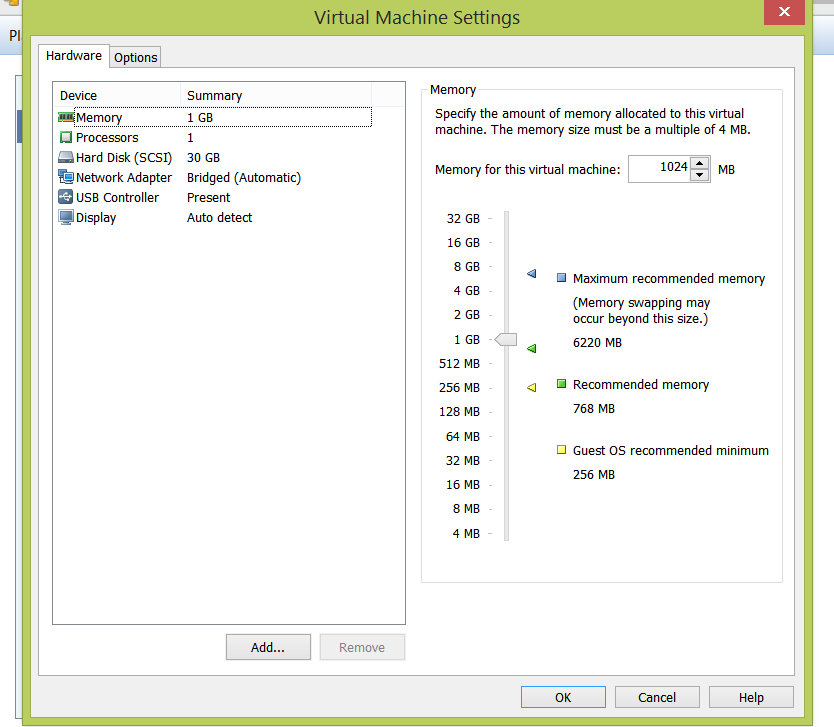 Virtual Machine Settings
Pl
Hardware
Options
Device Summary
Memory 1 GB
Processors 1
Hard Disk (SCSI) 30 GB
Network Adapter Bridged (Automatic)
USB Controller Present
Display Auto detect
Add...
Remove
Memory
Specify the amount of memory allocated to this virtual
machine. The memory size must be a multiple of 4 MB.
Memory for this virtual machine: 1024 MB
32 GB
16 GB
8 GB
4 GB
2 GB
1 GB
512 MB
256 MB
128 MB
64 MB
32 MB
16 MB
8 MB
4 MB
Maximum recommended memory
(Memory swapping may
occur beyond this size.)
6220 MB
Recommended memory
768 MB
Guest OS recommended minimum
256 MB
OK
Cancel
Help